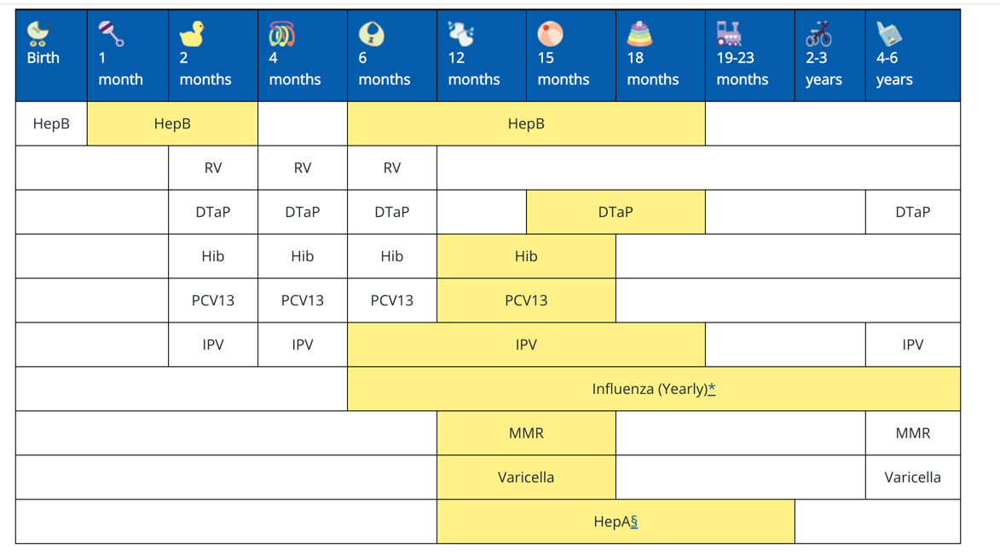 Birth
1 month
2 months
4 months
6 months
12 months
15 months
18 months
19-23 months
2-3 years
4-6 years
HepB HepB HepB
RV RV RV
DTaP DTaP DTaP DTaP DTaP
Hib Hib Hib Hib
PCV13 PCV13 PCV13 PCV13
IPV IPV IPV IPV
Influenza (Yearly)*
MMR MMR
Varicella Varicella
HepA§